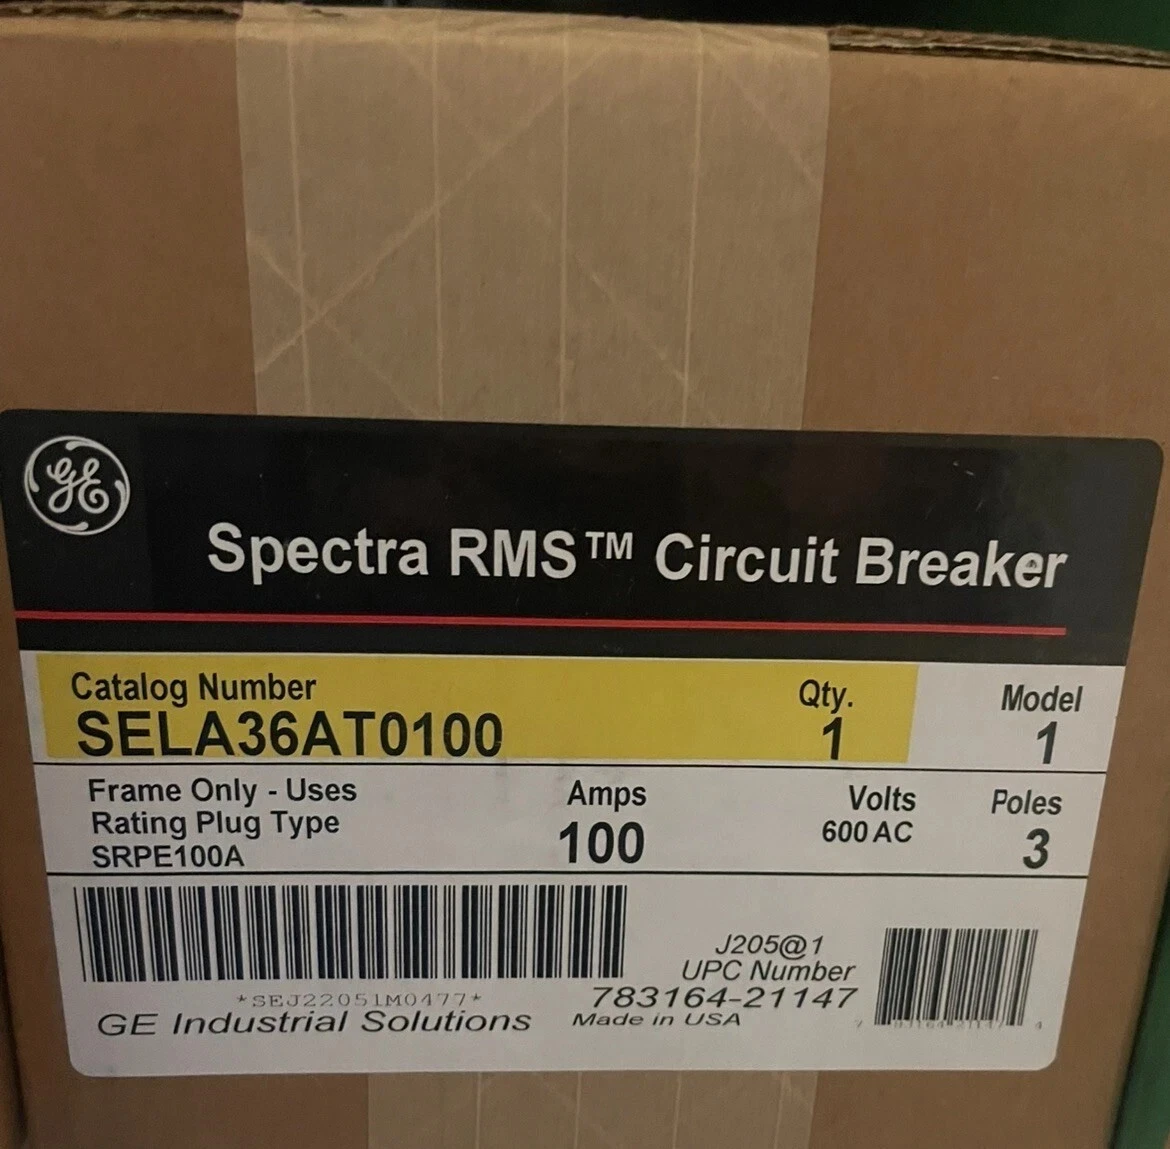 GE
Spectra RMS™ Circuit Breaker
Catalog Number
SELA36AT0100
Qty.
1
Model
1
Frame Only - Uses
Rating Plug Type
SRPE100A
Amps
100
Volts
600 AC
Poles
3
*SEJ22051M0477*
GE Industrial Solutions
J205@1
UPC Number
783164-21147
Made in USA